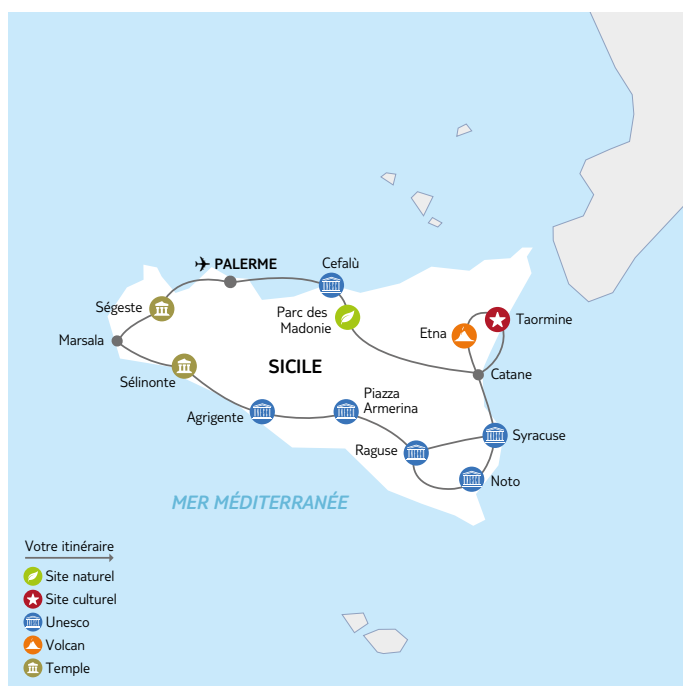 PALERME
Cefalù
Ségeste
Parc des
Madonie
Taormine
Etna
Marsala
SICILE
Catane
Sélinonte
Piazza
Armerina
Agrigente
Syracuse
Raguse
Noto
MER MÉDITERRANÉE
Votre itinéraire
Site naturel
Site culturel
Unesco
Volcan
Temple